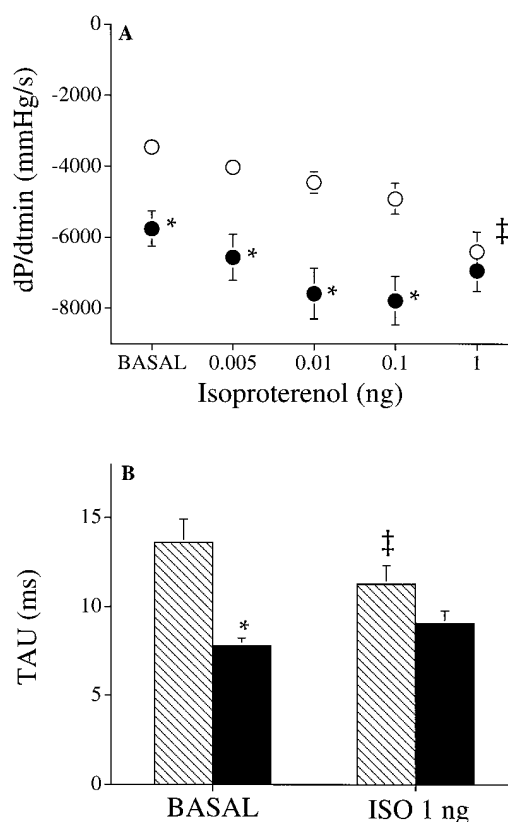 A
0
-2000
-4000
-6000
-8000
dP/dtmin (mmHg/s)
*
*
*
*
‡
BASAL 0.005 0.01 0.1 1
Isoproterenol (ng)
B
15
10
5
0
TAU (ms)
*
‡
BASAL ISO 1 ng